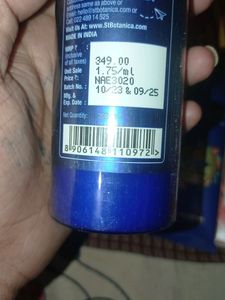 address same as above or
Email: hello@stbotanica.com
Call: 022 489 14 525
Visit Us At: www.StBotanica.com
MADE IN INDIA
MRP ₹ : 349.00
(Inclusive
of all taxes)
Unit Sale 1.75/ml
Price ₹:
Batch No.: NAE3020
Mfg. & 10/23 & 09/25
Exp. Date:
Net Quantity:
8 906148 110972 >